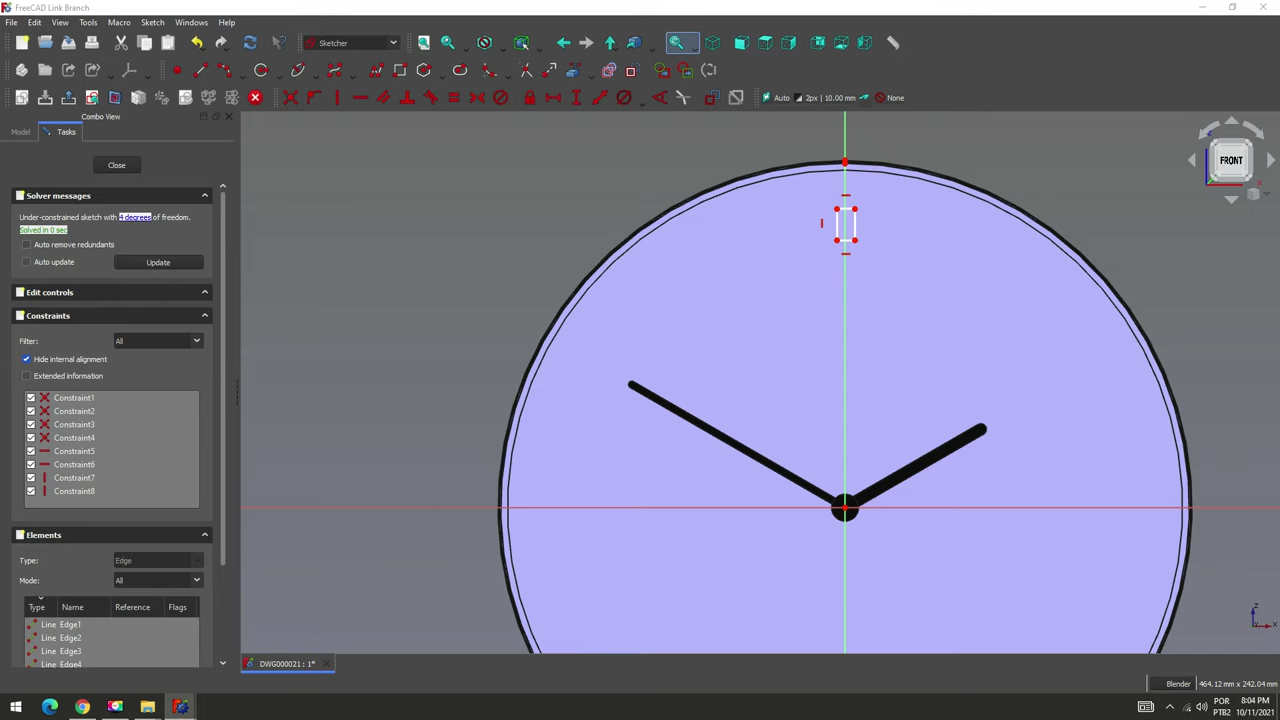 FreeCAD Link Branch
File Edit View Tools Macro Sketch Windows Help
Sketcher
Auto 2px | 10.00 mm None
Combo View
Model Tasks
Close
Solver messages
Under-constrained sketch with 4 degrees of freedom.
Solved in 0 sec
Auto remove redundants
Auto update Update
Edit controls
Constraints
Filter: All
Hide internal alignment
Extended information
Constraint1
Constraint2
Constraint3
Constraint4
Constraint5
Constraint6
Constraint7
Constraint8
Elements
Type: Edge
Mode: All
Type Name Reference Flags
Line Edge1
Line Edge2
Line Edge3
Line Edge4
FRONT
Z
X
DWG000021 : 1*
Blender 464.12 mm x 242.04 mm
POR 8:04 PM
PTB2 10/11/2021